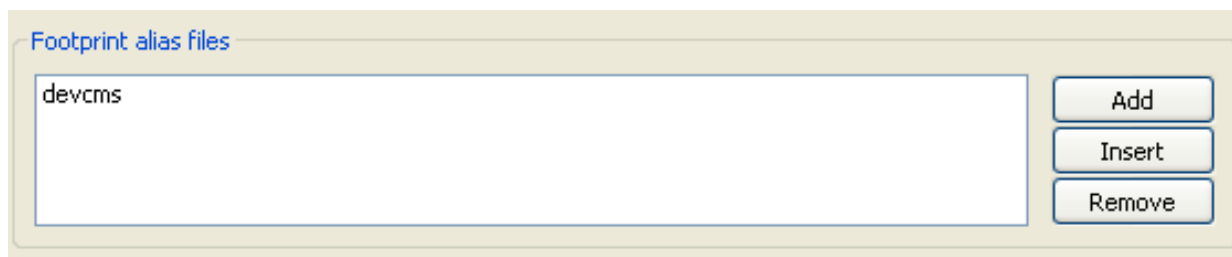 Footprint alias files
devcms
Add
Insert
Remove